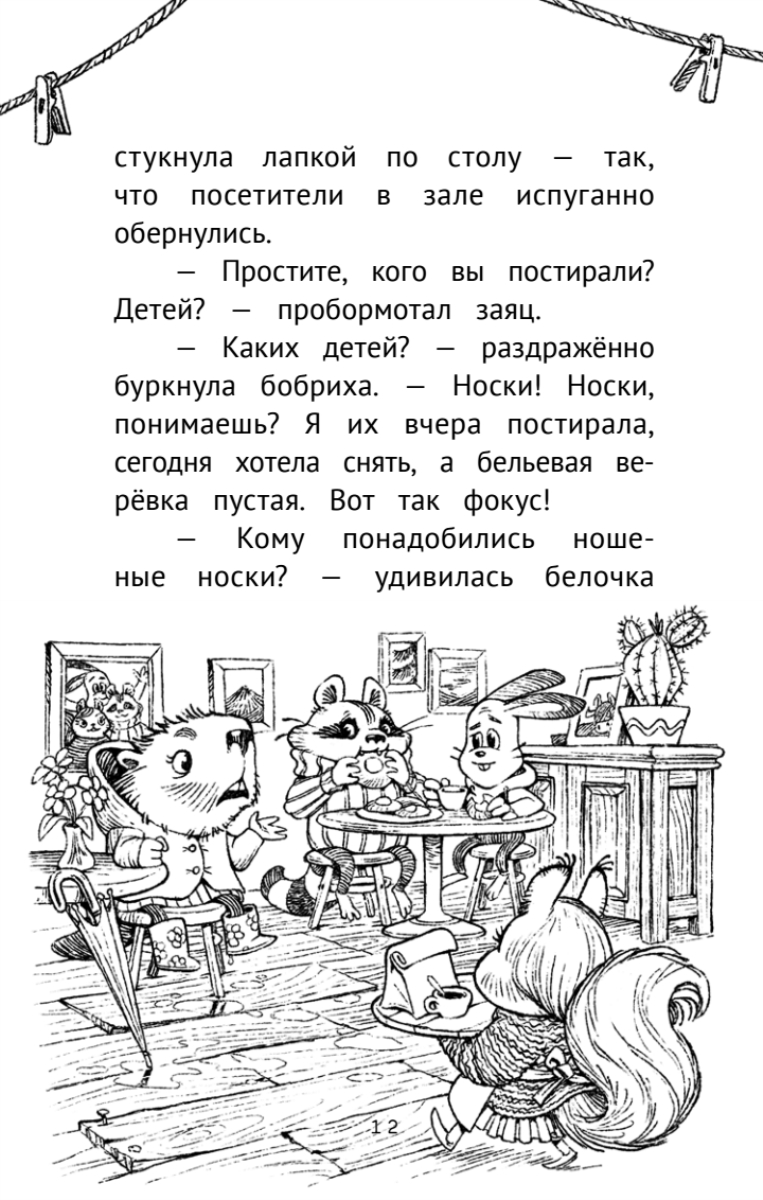 стукнула лапкой по столу — так,
что посетители в зале испуганно
обернулись.
— Простите, кого вы постирали?
Детей? — пробормотал заяц.
— Каких детей? — раздражённо
буркнула бобриха. — Носки! Носки,
понимаешь? Я их вчера постирала,
сегодня хотела снять, а бельевая ве-
рёвка пустая. Вот так фокус!
— Кому понадобились ноше-
ные носки? — удивилась белочка
12